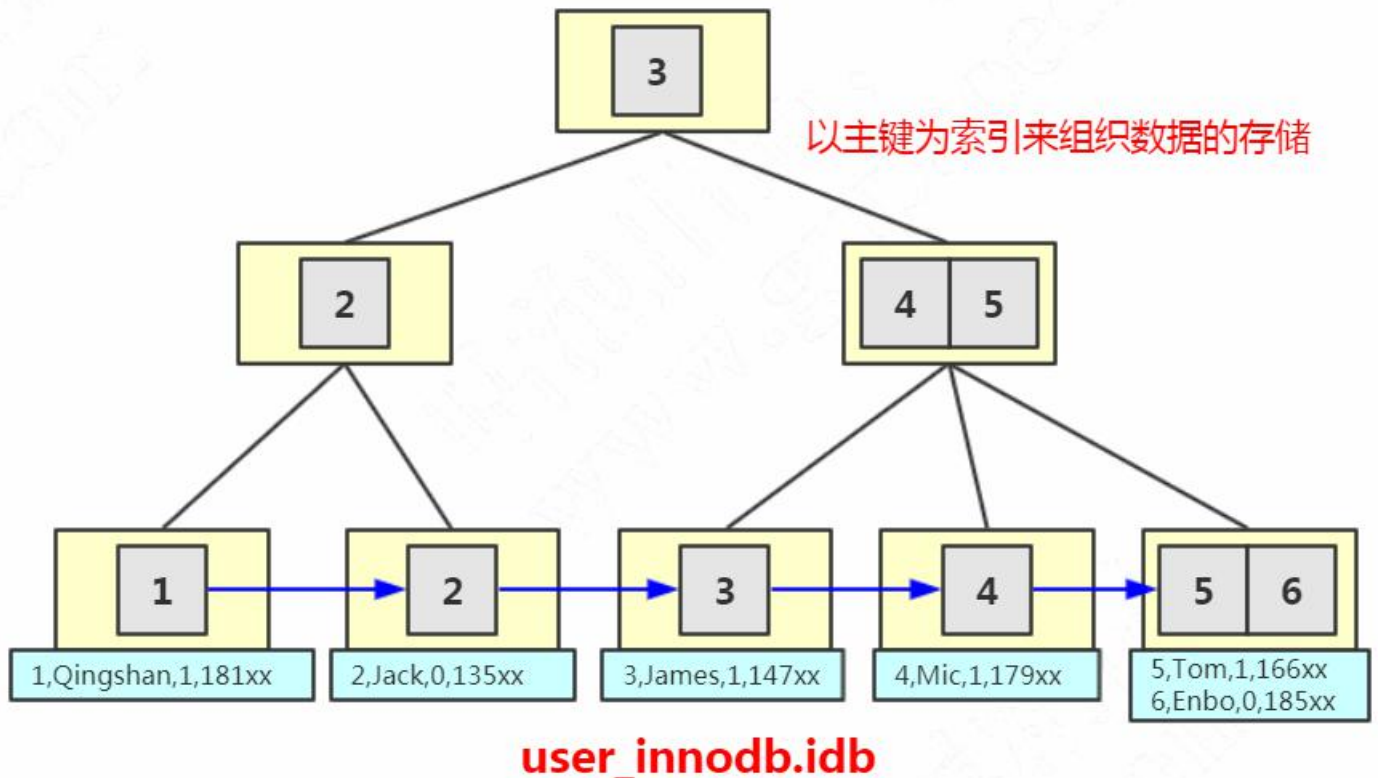 3
以主键为索引来组织数据的存储
2
4 5
1 2 3 4 5 6
1,Qingshan,1,181xx
2,Jack,0,135xx
3,James,1,147xx
4,Mic,1,179xx
5,Tom,1,166xx
6,Enbo,0,185xx
user_innodb.idb